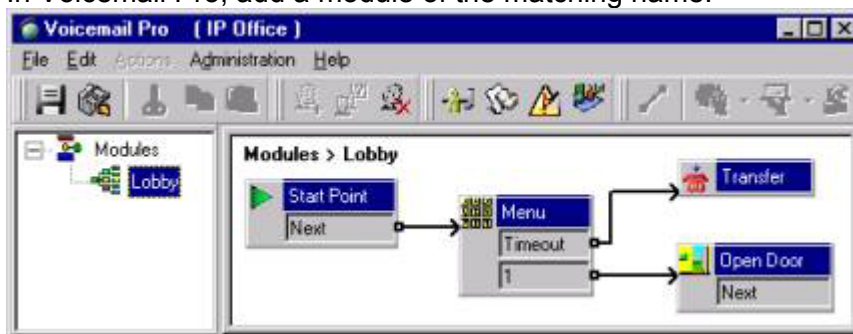 In Voicemail Pro, add a module of the matching name.
Voicemail Pro ( IP Office )
File Edit Actions Administration Help
Modules
Lobby
Modules > Lobby
Start Point
Next
Menu
Timeout
1
Transfer
Open Door
Next